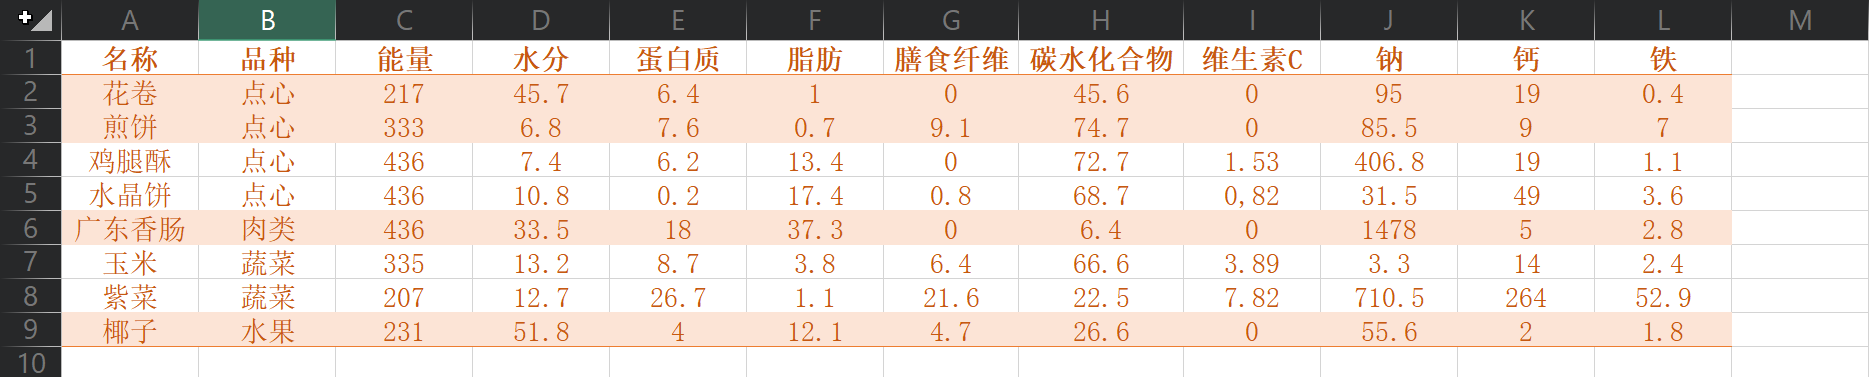 A B C D E F G H I J K L M
1 名称 品种 能量 水分 蛋白质 脂肪 膳食纤维 碳水化合物 维生素C 钠 钙 铁
2 花卷 点心 217 45.7 6.4 1 0 45.6 0 95 19 0.4
3 煎饼 点心 333 6.8 7.6 0.7 9.1 74.7 0 85.5 9 7
4 鸡腿酥 点心 436 7.4 6.2 13.4 0 72.7 1.53 406.8 19 1.1
5 水晶饼 点心 436 10.8 0.2 17.4 0.8 68.7 0,82 31.5 49 3.6
6 广东香肠 肉类 436 33.5 18 37.3 0 6.4 0 1478 5 2.8
7 玉米 蔬菜 335 13.2 8.7 3.8 6.4 66.6 3.89 3.3 14 2.4
8 紫菜 蔬菜 207 12.7 26.7 1.1 21.6 22.5 7.82 710.5 264 52.9
9 椰子 水果 231 51.8 4 12.1 4.7 26.6 0 55.6 2 1.8
10